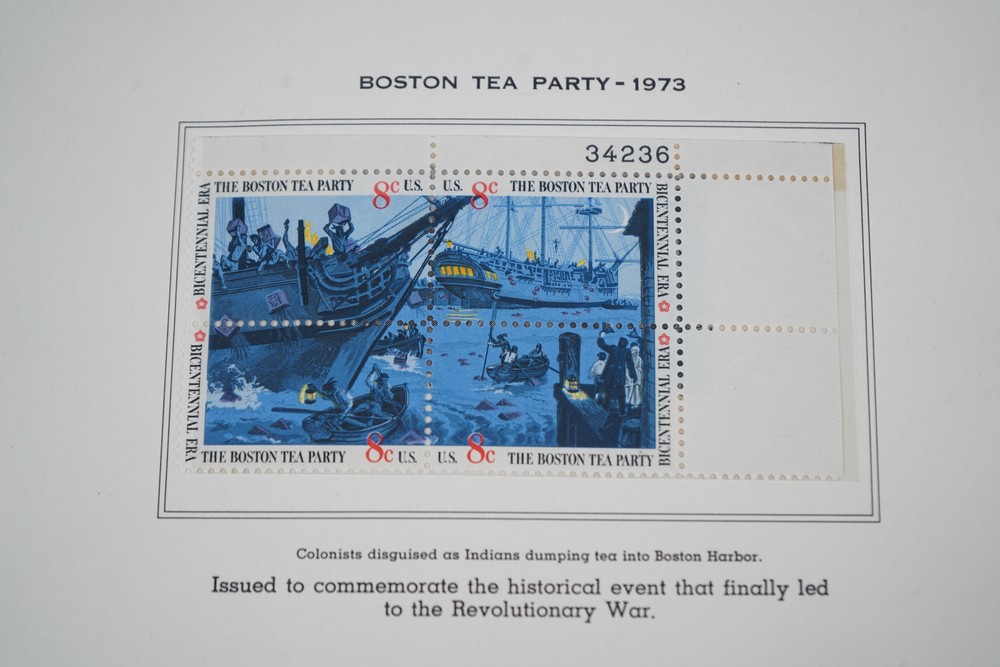 BOSTON TEA PARTY - 1973
34236
THE BOSTON TEA PARTY 8c U.S.
U.S. 8c THE BOSTON TEA PARTY
BICENTENNIAL ERA
BICENTENNIAL ERA
BICENTENNIAL ERA
BICENTENNIAL ERA
THE BOSTON TEA PARTY 8c U.S.
U.S. 8c THE BOSTON TEA PARTY
Colonists disguised as Indians dumping tea into Boston Harbor.
Issued to commemorate the historical event that finally led
to the Revolutionary War.